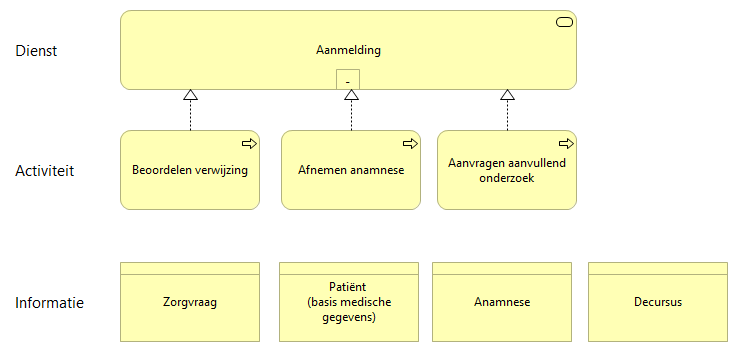 Dienst
Aanmelding
-
Activiteit
Beoordelen verwijzing
Afnemen anamnese
Aanvragen aanvullend
onderzoek
Informatie
Zorgvraag
Patiënt
(basis medische
gegevens)
Anamnese
Decursus